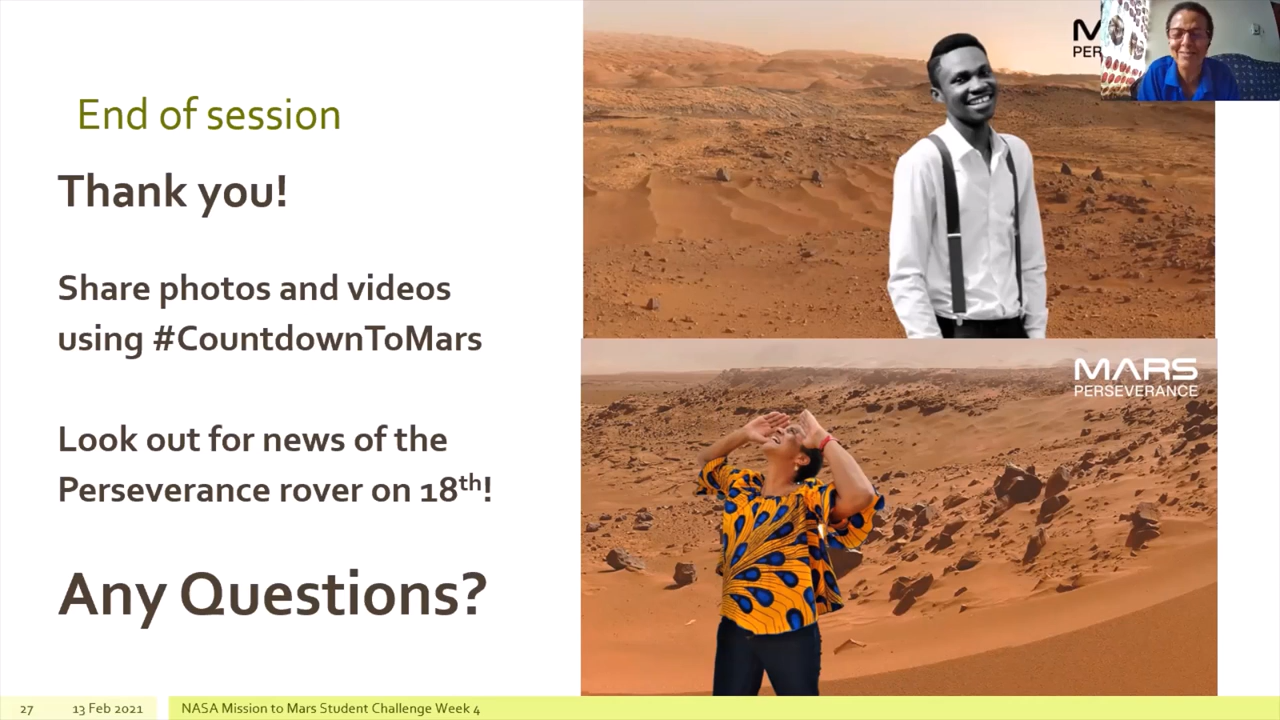 End of session
Thank you!
Share photos and videos
using #CountdownToMars
Look out for news of the
Perseverance rover on 18th!
Any Questions?
MARS
PERSEVERANCE
27
13 Feb 2021
NASA Mission to Mars Student Challenge Week 4